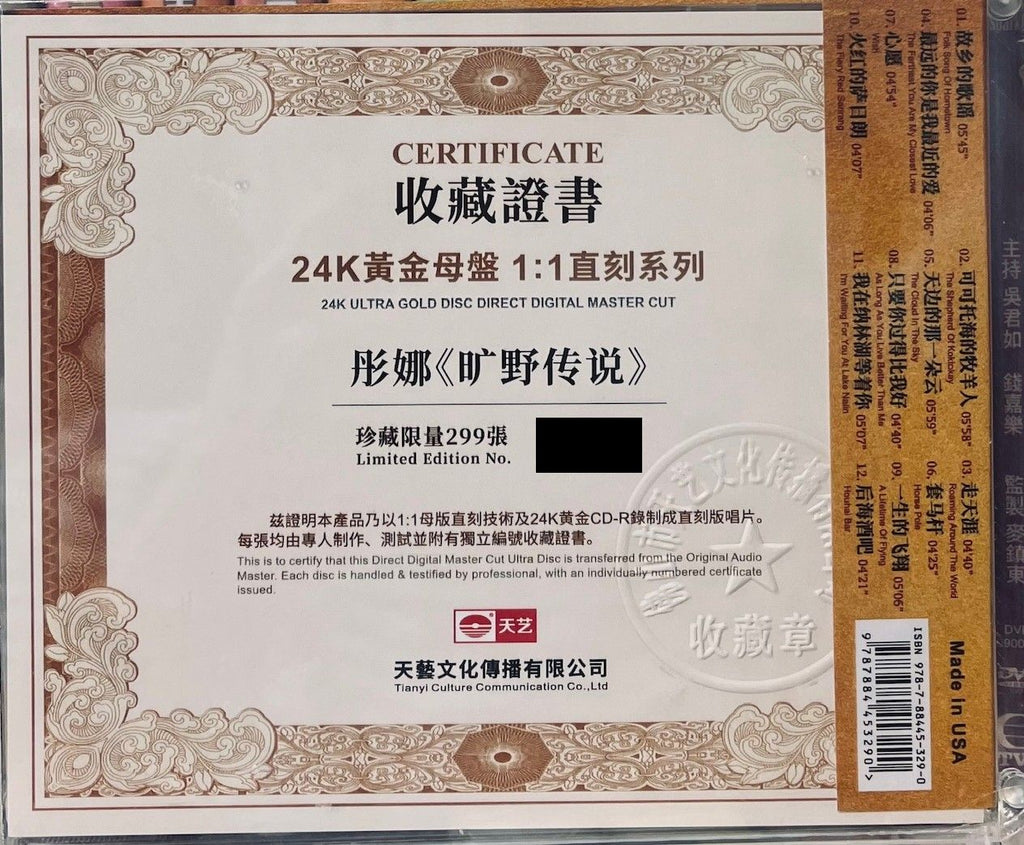 CERTIFICATE
收藏證書
24K黃金母盤 1:1直刻系列
24K ULTRA GOLD DISC DIRECT DIGITAL MASTER CUT
彤娜《旷野传说》
珍藏限量299張
Limited Edition No.
茲證明本產品乃以1:1母版直刻技術及24K黄金CD-R錄制成直刻版唱片。
每張均由專人制作、測試並附有獨立編號收藏證書。
This is to certify that this Direct Digital Master Cut Ultra Disc is transferred from the Original Audio
Master. Each disc is handled & testified by professional, with an individually numbered certificate
issued.
天艺
天藝文化傳播有限公司
Tianyi Culture Communication Co.,Ltd
艺文化传播有
收藏章
01. 故乡的歌谣 05'45"
Folk Song Of Hometown
02. 可可托海的牧羊人 05'58"
The Shepherd Of Koktokay
03. 走天涯 04'40"
Roaming Around The World
04. 最远的你是我最近的爱 04'06"
The Farthest You Are My Closest Love
05. 天边的那一朵云 05'59"
The Cloud In The Sky
06. 套马杆 04'25"
Horse Pole
07. 心愿 04'54"
Wish
08. 只要你过得比我好 04'40"
As Long As You Live Better Than Me
09. 一生的飞翔 05'06"
A Lifetime Of Flying
10. 火红的萨日朗 04'07"
The Fiery Red Sarirang
11. 我在纳林湖等着你 05'07"
I'm Waiting For You At Lake Nalin
12. 后海酒吧 04'21"
Houhai Bar
Made in USA
ISBN 978-7-88445-329-0
9 787884 453290 >
主持 吳君如 錢嘉樂
監製 麥鎮東